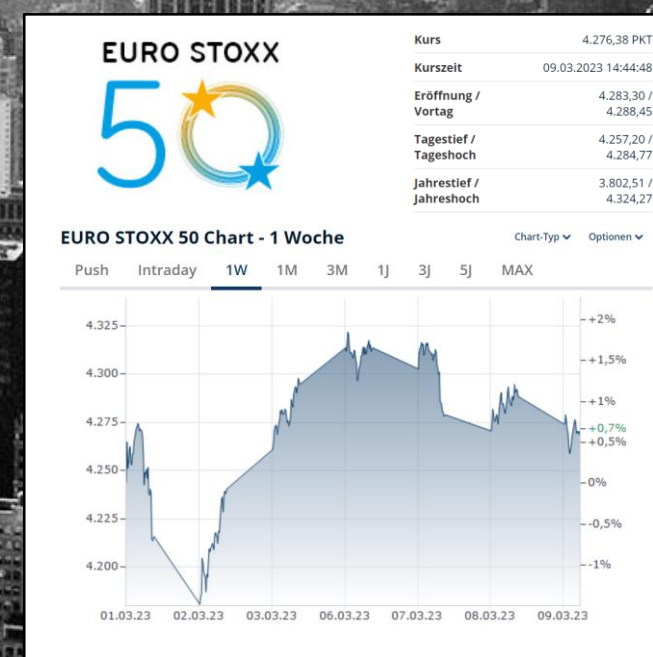 EURO STOXX
50
Kurs 4.276,38 PKT
Kurszeit 09.03.2023 14:44:48
Eröffnung / 4.283,30 /
Vortag 4.288,45
Tagestief / 4.257,20 /
Tageshoch 4.284,77
Jahrestief / 3.802,51 /
Jahreshoch 4.324,27
EURO STOXX 50 Chart - 1 Woche
Chart-Typ Optionen
Push Intraday 1W 1M 3M 1J 3J 5J MAX
4.325 +2%
+1,5%
4.300
+1%
4.275
+0,7%
+0,5%
4.250
0%
4.225
-0,5%
4.200 -1%
01.03.23 02.03.23 03.03.23 06.03.23 07.03.23 08.03.23 09.03.23